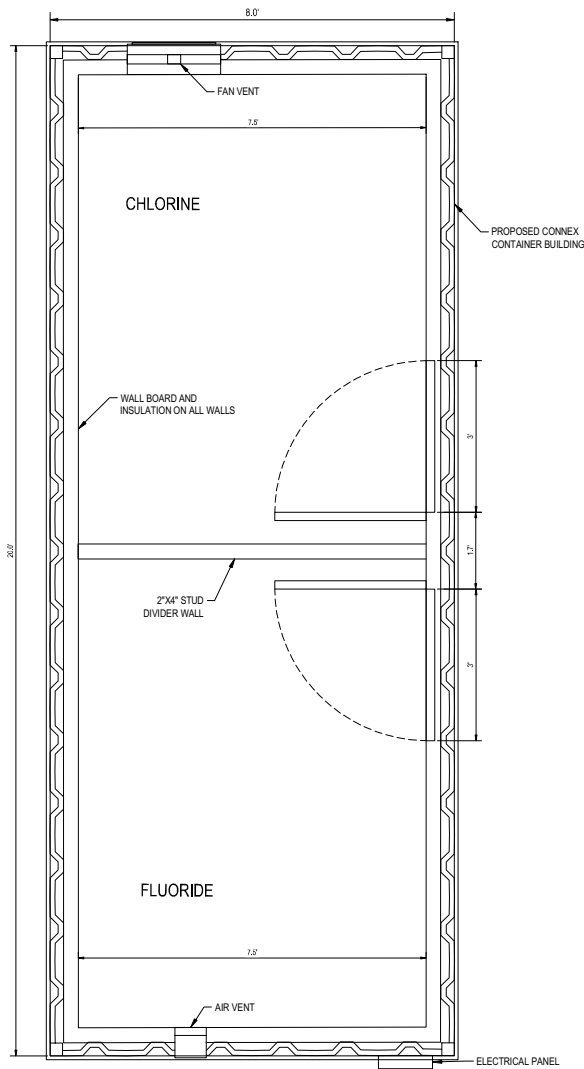 8.0'
FAN VENT
7.5'
CHLORINE
PROPOSED CONNEX
CONTAINER BUILDING
WALL BOARD AND
INSULATION ON ALL WALLS
3'
20.0'
1.7'
2"X4" STUD
DIVIDER WALL
3'
FLUORIDE
7.5'
AIR VENT
ELECTRICAL PANEL